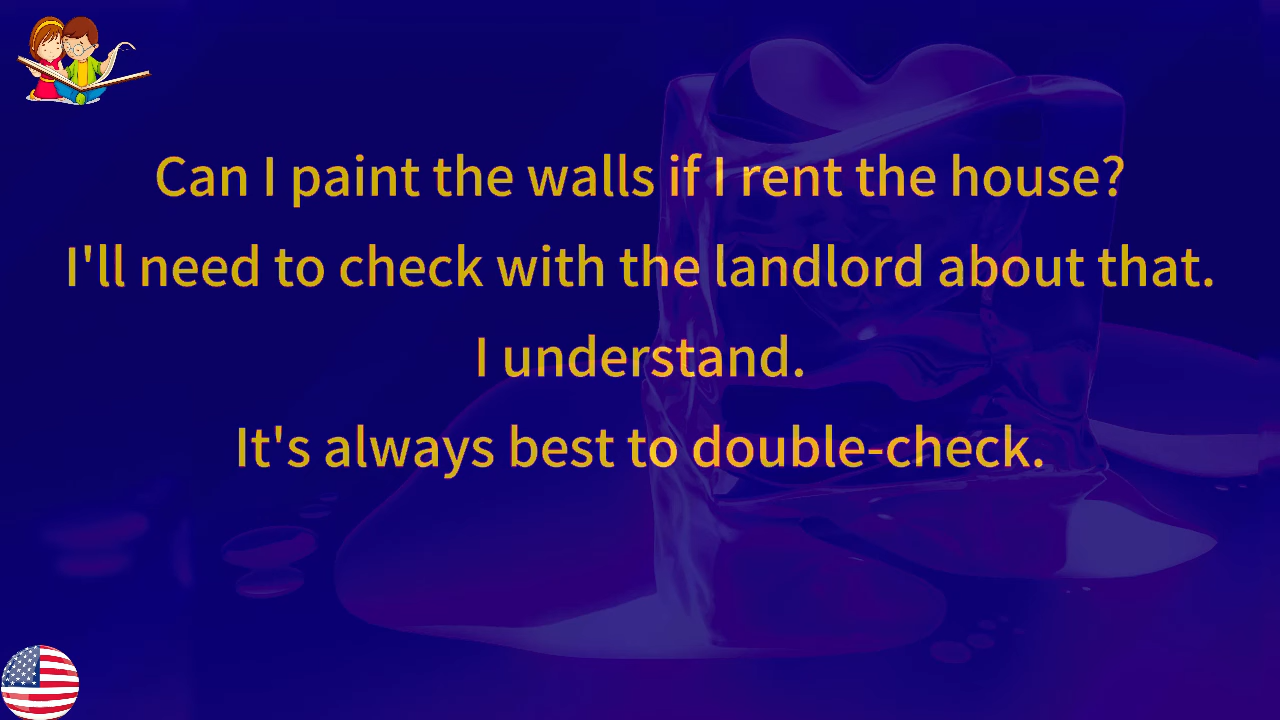 Can I paint the walls if I rent the house?
I'll need to check with the landlord about that.
I understand.
It's always best to double-check.